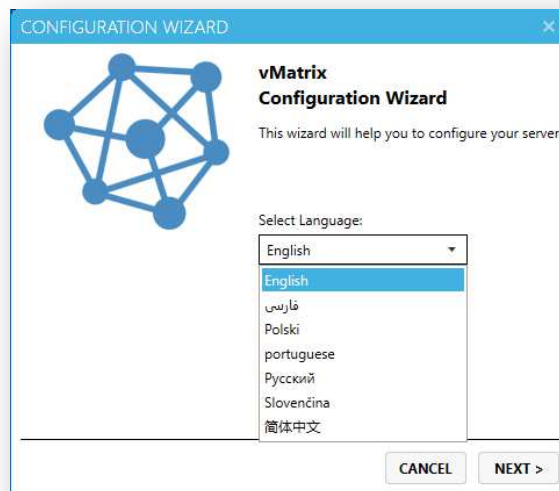 CONFIGURATION WIZARD
vMatrix
Configuration Wizard
This wizard will help you to configure your server
Select Language:
English
English
فارسی
Polski
portuguese
Русский
Slovenčina
简体中文
CANCEL
NEXT >